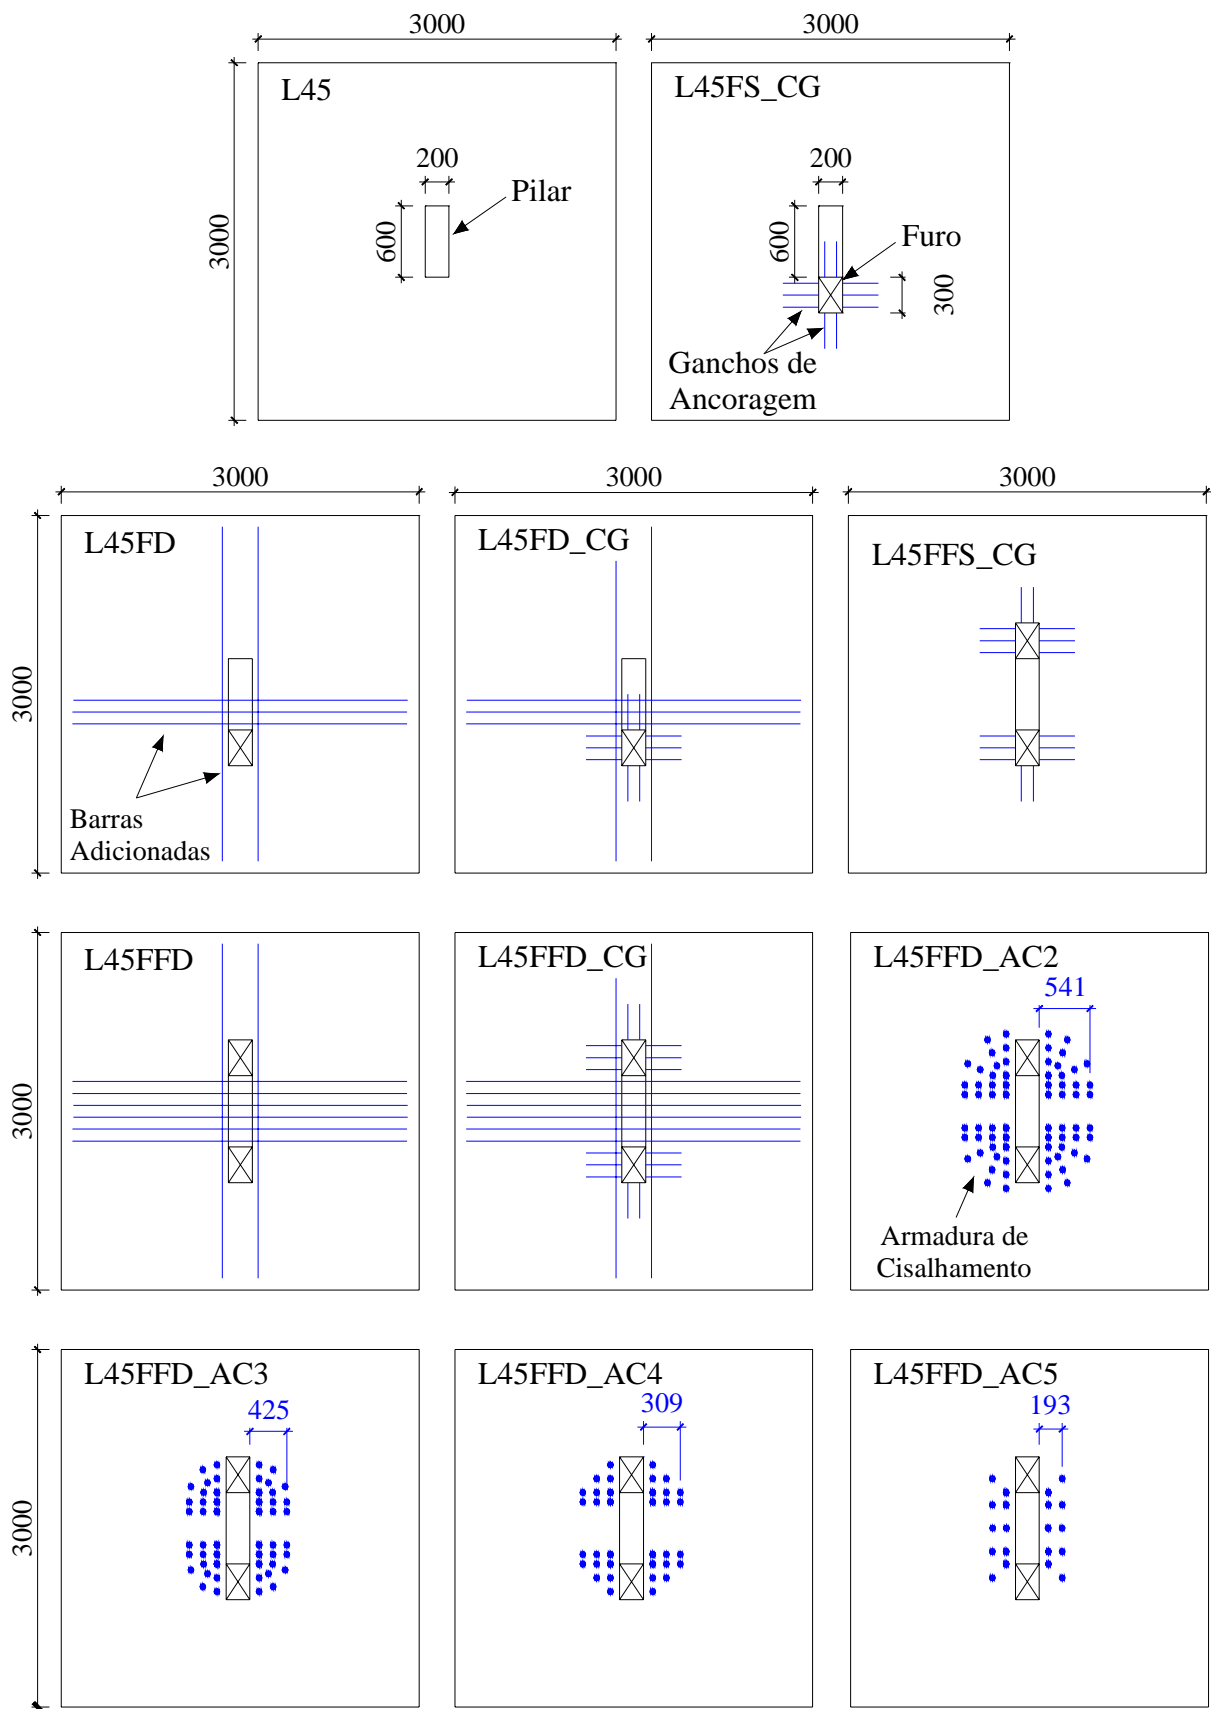 3000
3000
L45
L45FS_CG
200
200
Pilar
600
600
Furo
3000
300
Ganchos de
Ancoragem
3000
3000
3000
L45FD
L45FD_CG
L45FFS_CG
3000
Barras
Adicionadas
L45FFD
L45FFD_CG
L45FFD_AC2
541
3000
Armadura de
Cisalhamento
L45FFD_AC3
L45FFD_AC4
L45FFD_AC5
425
309
193
3000